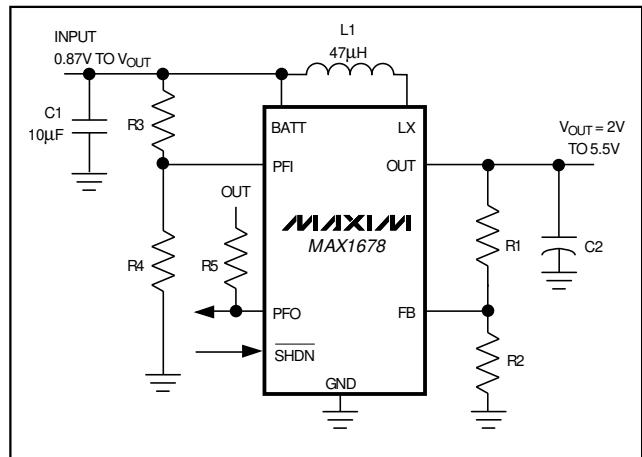 INPUT
0.87V TO VOUT
L1
47µH
C1
10µF
R3
BATT
LX
VOUT = 2V
TO 5.5V
PFI
OUT
OUT
MAXIM
MAX1678
R1
C2
R4
R5
PFO
FB
SHDN
R2
GND